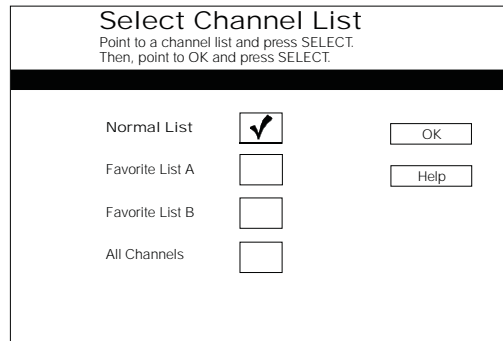 Select Channel List
Point to a channel list and press SELECT.
Then, point to OK and press SELECT.
Normal List
OK
Favorite List A
Help
Favorite List B
All Channels